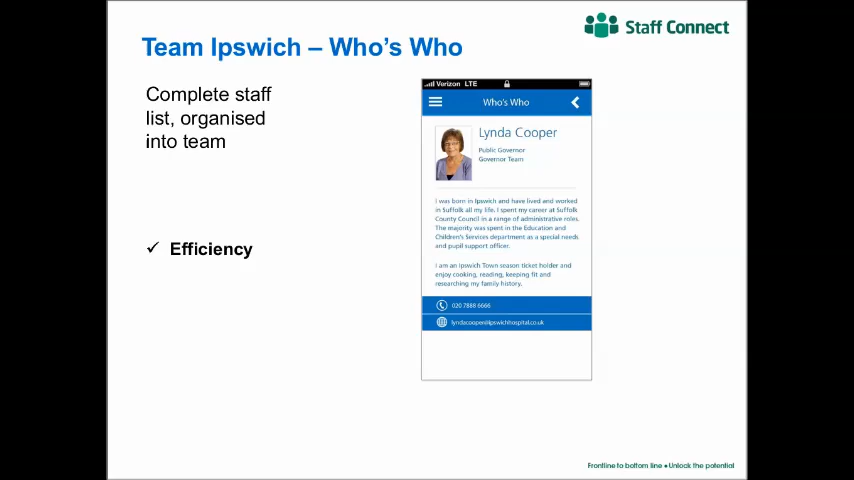 Team Ipswich – Who's Who
Staff Connect
Complete staff
list, organised
into team
✓ Efficiency
Verizon LTE
Who's Who
Lynda Cooper
Public Governor
Governor Team
I was born in Ipswich and have lived and worked
in Suffolk all my life. I spent my career at Suffolk
County Council in a range of administrative roles.
The majority was spent in the Education and
Children's Services department as a special needs
and pupil support officer.
I am an Ipswich Town season ticket holder and
enjoy cooking, reading, keeping fit and
researching my family history.
020 7888 6666
lyndacooper@ipswichhospital.co.uk
Frontline to bottom line • Unlock the potential